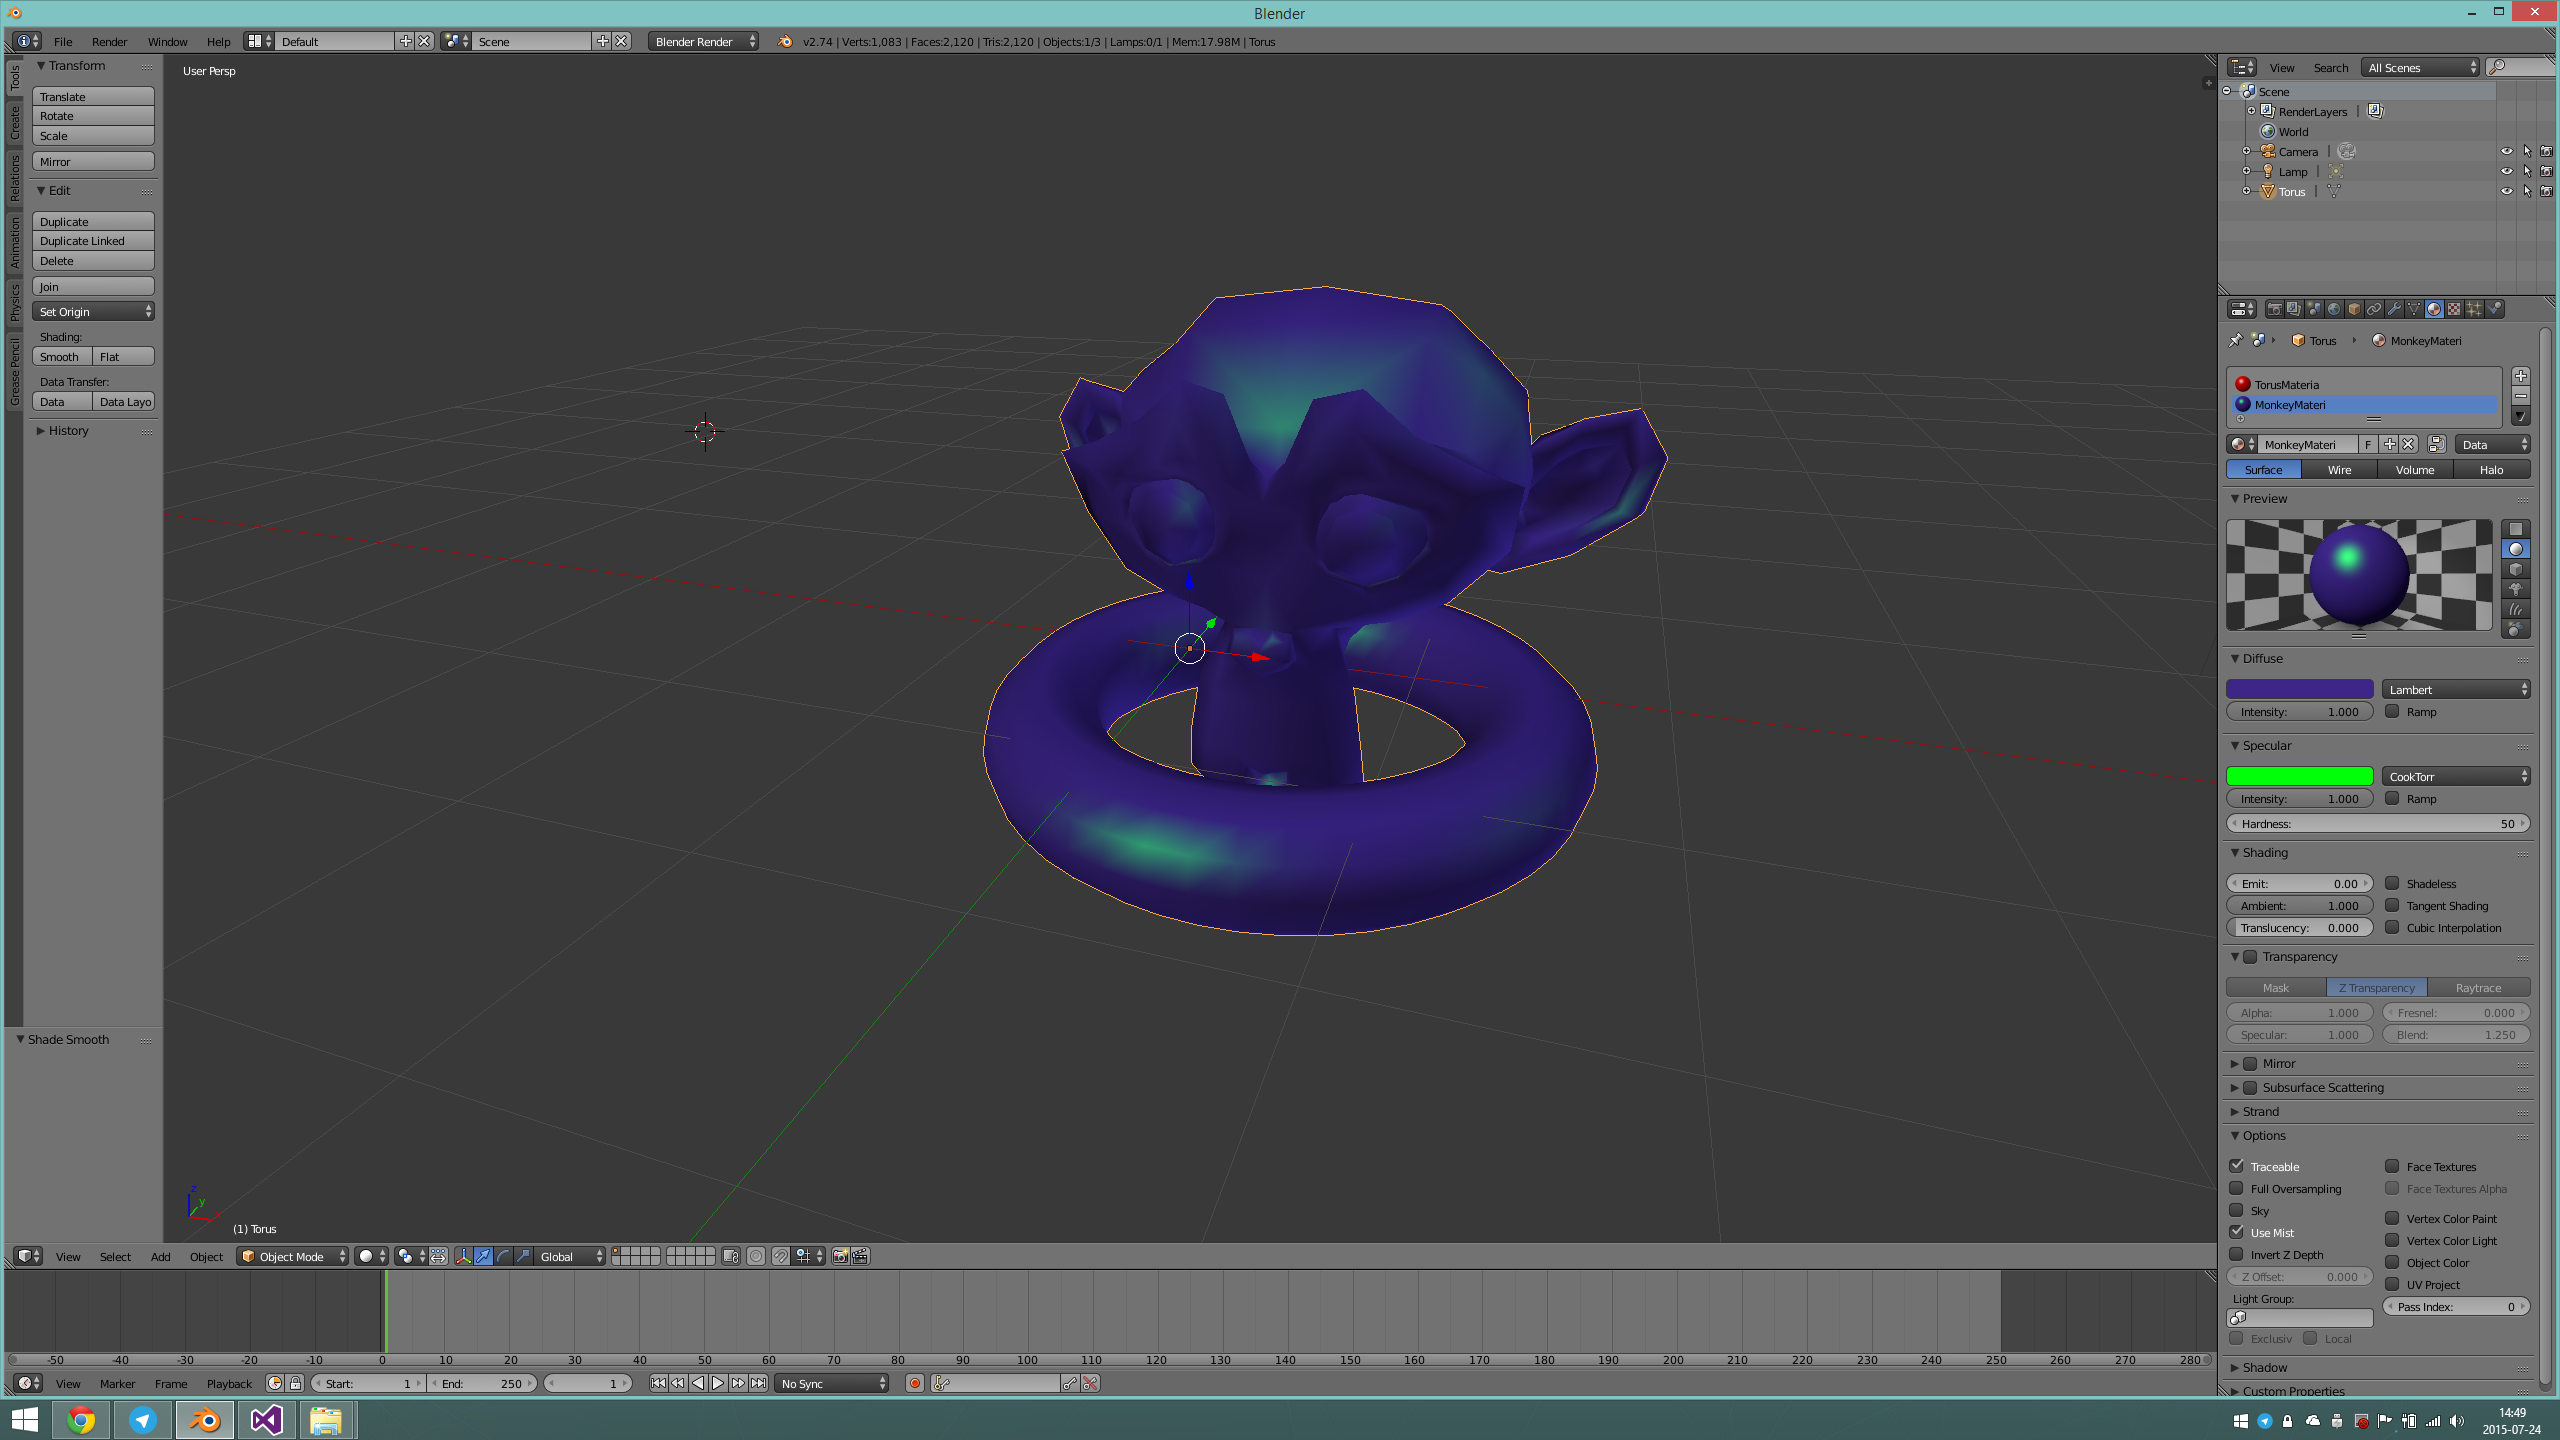 Blender
File Render Window Help Default Scene Blender Render v2.74 | Verts:1,083 | Faces:2,120 | Tris:2,120 | Objects:1/3 | Lamps:0/1 | Mem:17.98M | Torus
Tools
Create
Relations
Animation
Physics
Grease Pencil
Transform
Translate
Rotate
Scale
Mirror
Edit
Duplicate
Duplicate Linked
Delete
Join
Set Origin
Shading:
Smooth Flat
Data Transfer:
Data Data Layo
History
Shade Smooth
User Persp
z
y
(1) Torus
View Search All Scenes
Scene
RenderLayers |
World
Camera |
Lamp |
Torus |
Torus MonkeyMateri
TorusMateria
MonkeyMateri
MonkeyMateri F Data
Surface Wire Volume Halo
Preview
Diffuse
Lambert
Intensity: 1.000 Ramp
Specular
CookTorr
Intensity: 1.000 Ramp
Hardness: 50
Shading
Emit: 0.00 Shadeless
Ambient: 1.000 Tangent Shading
Translucency: 0.000 Cubic Interpolation
Transparency
Mask Z Transparency Raytrace
Alpha: 1.000 Fresnel: 0.000
Specular: 1.000 Blend: 1.250
Mirror
Subsurface Scattering
Strand
Options
Traceable Face Textures
Full Oversampling Face Textures Alpha
Sky Vertex Color Paint
Use Mist Vertex Color Light
Invert Z Depth Object Color
Z Offset: 0.000 UV Project
Light Group: Pass Index: 0
Exclusiv Local
Shadow
Custom Properties
View Select Add Object Object Mode Global
-50 -40 -30 -20 -10 0 10 20 30 40 50 60 70 80 90 100 110 120 130 140 150 160 170 180 190 200 210 220 230 240 250 260 270 280
View Marker Frame Playback Start: 1 End: 250 1 No Sync
14:49
2015-07-24